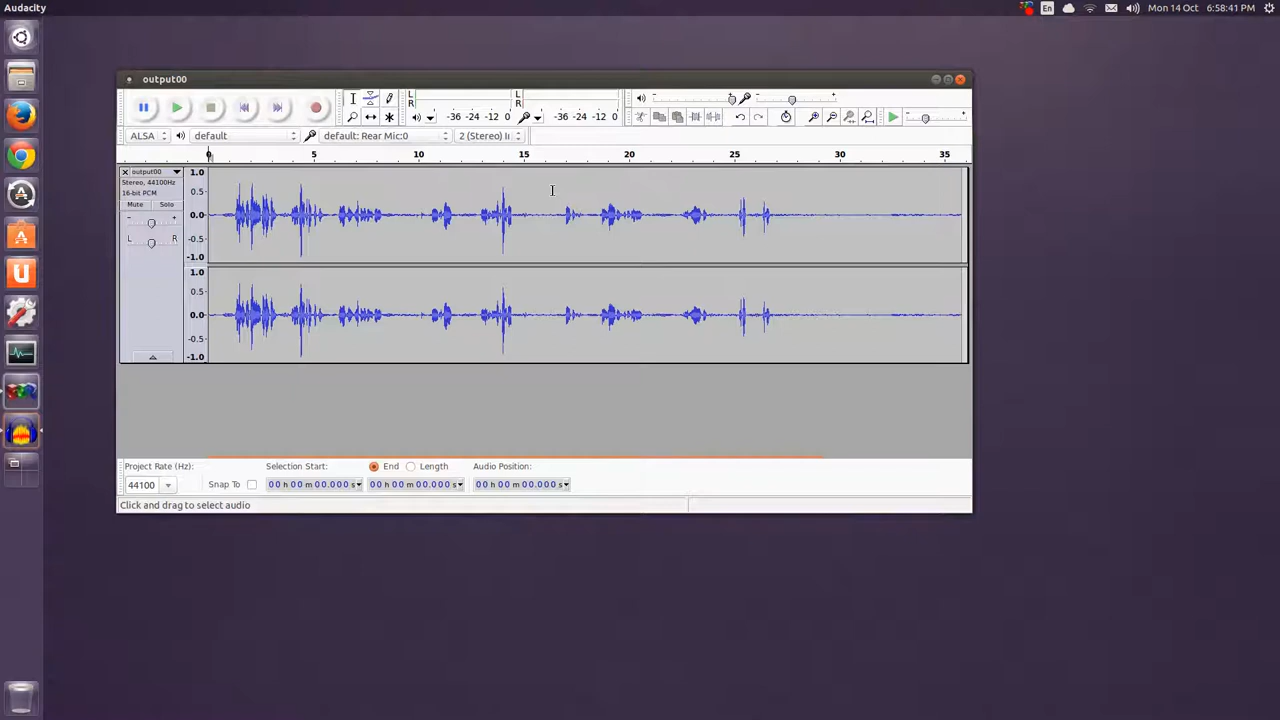 Audacity
En
Mon 14 Oct
6:58:41 PM
output00
L
R
-36 -24 -12 0
L
R
-36 -24 -12 0
ALSA
default
default: Rear Mic:0
2 (Stereo) I
0 5 10 15 20 25 30 35
output00
Stereo, 44100Hz
16-bit PCM
Mute Solo
- +
L R
1.0
0.5
0.0
-0.5
-1.0
1.0
0.5
0.0
-0.5
-1.0
Project Rate (Hz):
Selection Start:
End
Length
Audio Position:
44100
Snap To
00 h 00 m 00.000 s
00 h 00 m 00.000 s
00 h 00 m 00.000 s
Click and drag to select audio